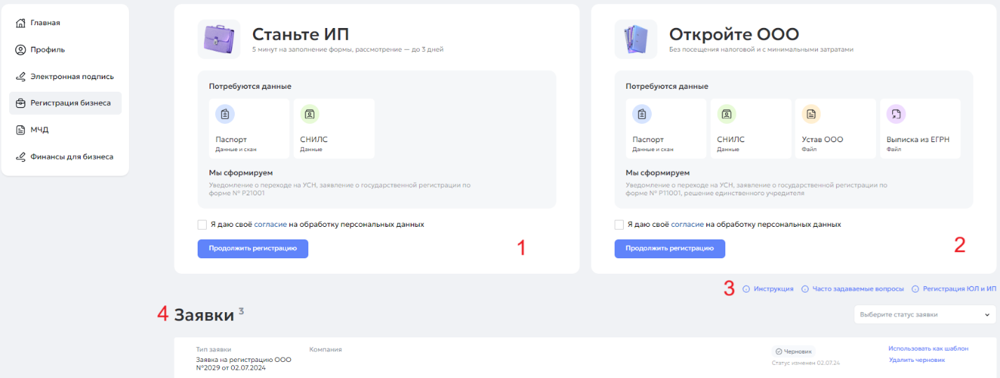 Главная
Профиль
Электронная подпись
Регистрация бизнеса
МЧД
Финансы для бизнеса
Станьте ИП
5 минут на заполнение формы, рассмотрение — до 3 дней
Потребуются данные
Паспорт
Данные и скан
СНИЛС
Данные
Мы сформируем
Уведомление о переходе на УСН, заявление о государственной регистрации по
форме № Р21001
Я даю своё согласие на обработку персональных данных
Продолжить регистрацию
1
Откройте ООО
Без посещения налоговой и с минимальными затратами
Потребуются данные
Паспорт
Данные и скан
СНИЛС
Данные
Устав ООО
Файл
Выписка из ЕГРН
Файл
Мы сформируем
Уведомление о переходе на УСН, заявление о государственной регистрации по
форме № Р11001, решение единственного учредителя
Я даю своё согласие на обработку персональных данных
Продолжить регистрацию
2
3 Инструкция Часто задаваемые вопросы Регистрация ЮЛ и ИП
4 Заявки 3
Выберите статус заявки
Тип заявки
Заявка на регистрацию ООО
№2029 от 02.07.2024
Компания
Черновик
Статус изменен 02.07.24
Использовать как шаблон
Удалить черновик